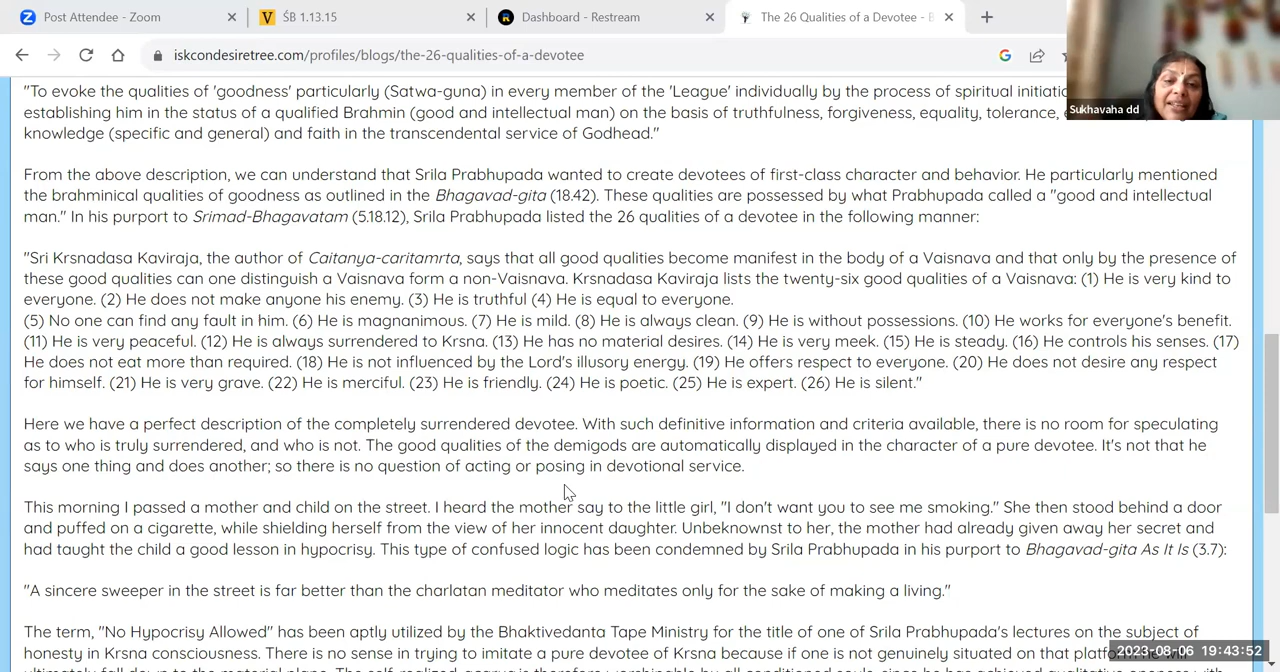 Post Attendee - Zoom
ŚB 1.13.15
Dashboard - Restream
The 26 Qualities of a Devotee -
iskcondesiretree.com/profiles/blogs/the-26-qualities-of-a-devotee
Sukhavaha dd
"To evoke the qualities of 'goodness' particularly (Satwa-guna) in every member of the 'League' individually by the process of spiritual
establishing him in the status of a qualified Brahmin (good and intellectual man) on the basis of truthfulness, forgiveness, equality, tolerance,
knowledge (specific and general) and faith in the transcendental service of Godhead."
From the above description, we can understand that Srila Prabhupada wanted to create devotees of first-class character and behavior. He particularly mentioned
the brahminical qualities of goodness as outlined in the Bhagavad-gita (18.42). These qualities are possessed by what Prabhupada called a "good and intellectual
man." In his purport to Srimad-Bhagavatam (5.18.12), Srila Prabhupada listed the 26 qualities of a devotee in the following manner:
"Sri Krsnadasa Kaviraja, the author of Caitanya-caritamrta, says that all good qualities become manifest in the body of a Vaisnava and that only by the presence of
these good qualities can one distinguish a Vaisnava form a non-Vaisnava. Krsnadasa Kaviraja lists the twenty-six good qualities of a Vaisnava: (1) He is very kind to
everyone. (2) He does not make anyone his enemy. (3) He is truthful (4) He is equal to everyone.
(5) No one can find any fault in him. (6) He is magnanimous. (7) He is mild. (8) He is always clean. (9) He is without possessions. (10) He works for everyone's benefit.
(11) He is very peaceful. (12) He is always surrendered to Krsna. (13) He has no material desires. (14) He is very meek. (15) He is steady. (16) He controls his senses. (17)
He does not eat more than required. (18) He is not influenced by the Lord's illusory energy. (19) He offers respect to everyone. (20) He does not desire any respect
for himself. (21) He is very grave. (22) He is merciful. (23) He is friendly. (24) He is poetic. (25) He is expert. (26) He is silent."
Here we have a perfect description of the completely surrendered devotee. With such definitive information and criteria available, there is no room for speculating
as to who is truly surrendered, and who is not. The good qualities of the demigods are automatically displayed in the character of a pure devotee. It's not that he
says one thing and does another; so there is no question of acting or posing in devotional service.
This morning I passed a mother and child on the street. I heard the mother say to the little girl, "I don't want you to see me smoking." She then stood behind a door
and puffed on a cigarette, while shielding herself from the view of her innocent daughter. Unbeknownst to her, the mother had already given away her secret and
had taught the child a good lesson in hypocrisy. This type of confused logic has been condemned by Srila Prabhupada in his purport to Bhagavad-gita As It Is (3.7):
"A sincere sweeper in the street is far better than the charlatan meditator who meditates only for the sake of making a living."
The term, "No Hypocrisy Allowed" has been aptly utilized by the Bhaktivedanta Tape Ministry for the title of one of Srila Prabhupada's lectures on the subject of
honesty in Krsna consciousness. There is no sense in trying to imitate a pure devotee of Krsna because if one is not genuinely situated on that
2023-08-06 19:43:52